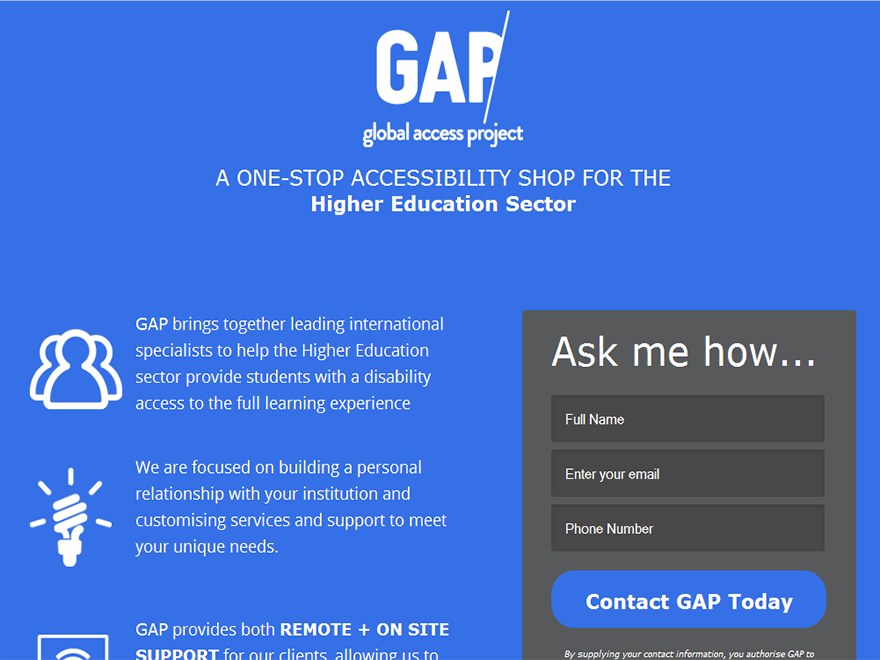 GAP
global access project
A ONE-STOP ACCESSIBILITY SHOP FOR THE
Higher Education Sector
GAP brings together leading international
specialists to help the Higher Education
sector provide students with a disability
access to the full learning experience
We are focused on building a personal
relationship with your institution and
customising services and support to meet
your unique needs.
GAP provides both REMOTE + ON SITE
SUPPORT for our clients, allowing us to
Ask me how...
Full Name
Enter your email
Phone Number
Contact GAP Today
By supplying your contact information, you authorise GAP to